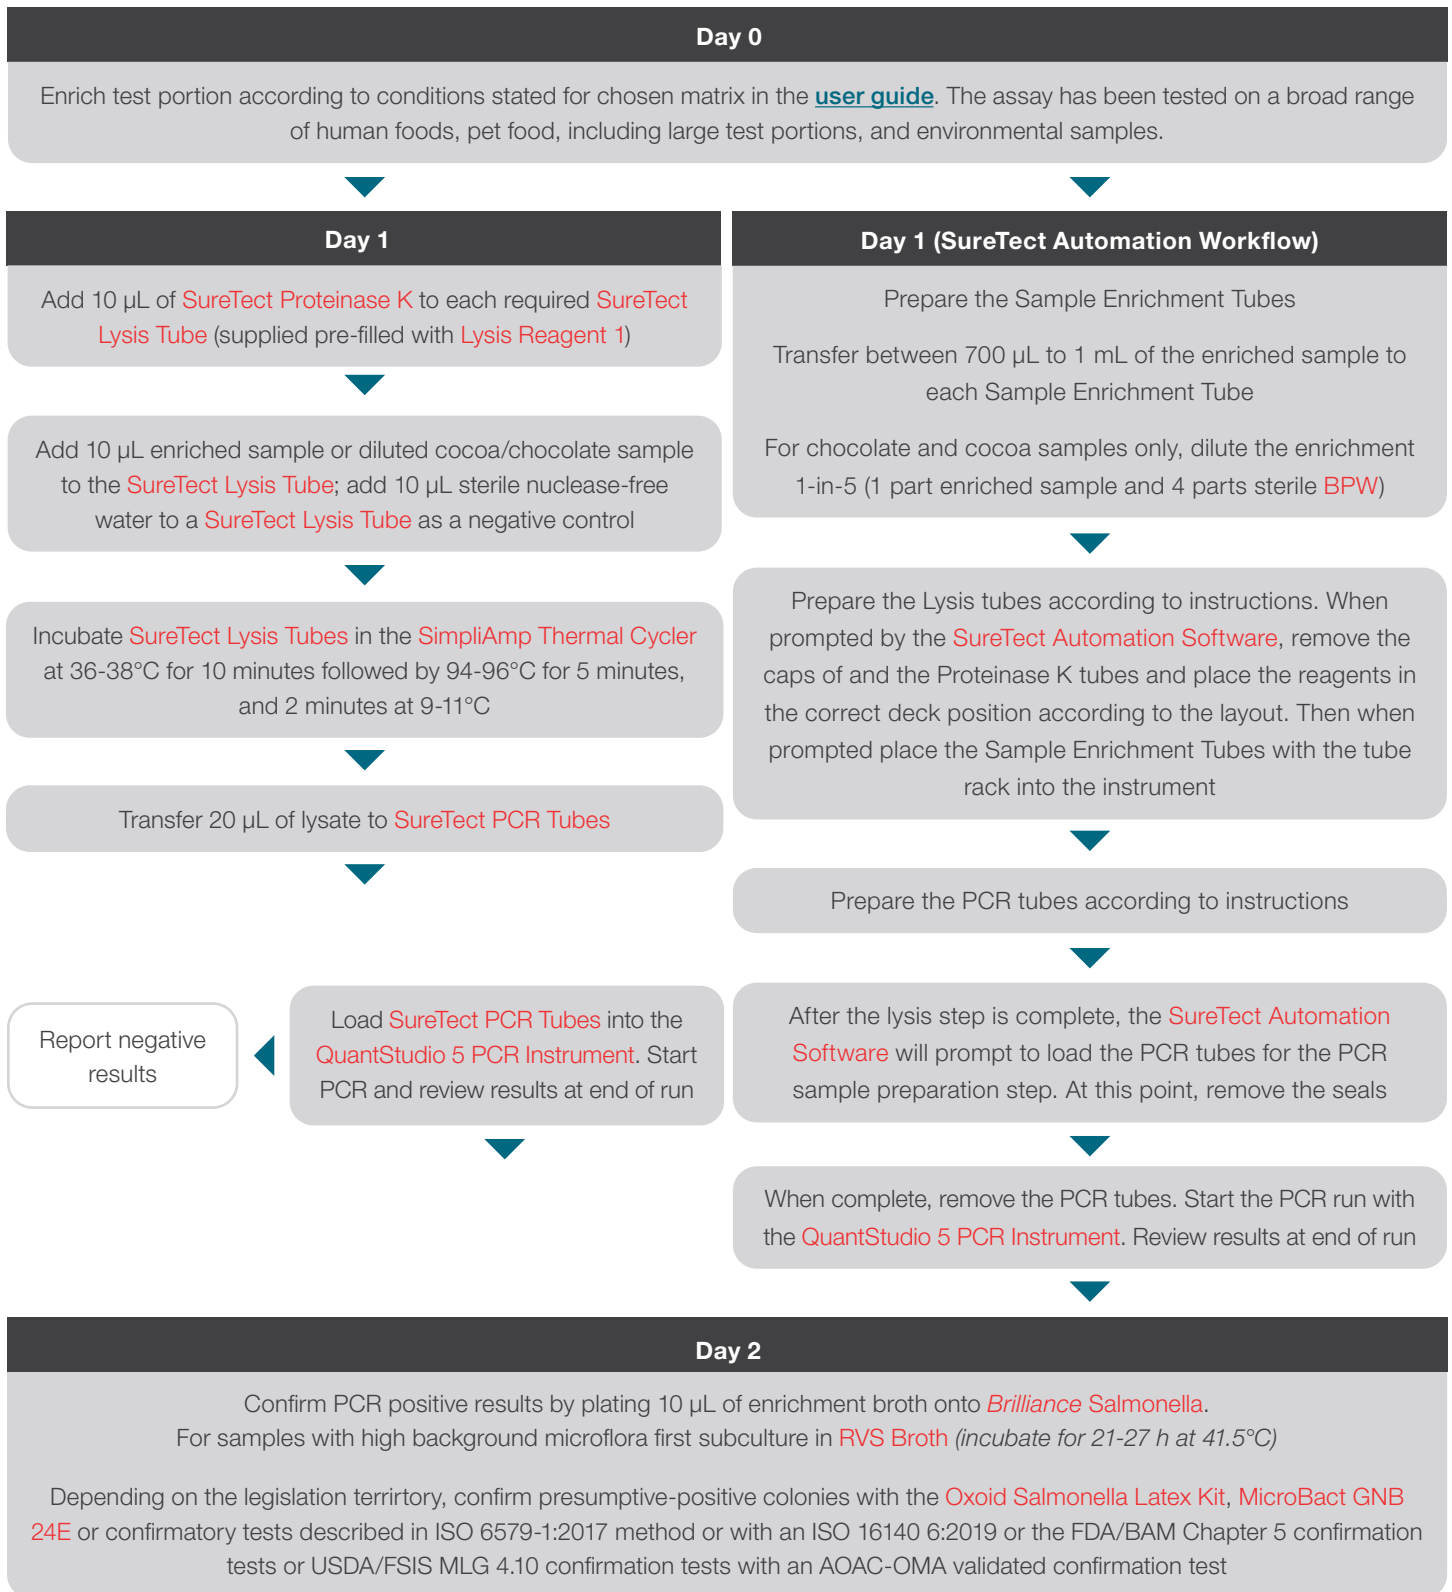 Day 0
Enrich test portion according to conditions stated for chosen matrix in the user guide. The assay has been tested on a broad range
of human foods, pet food, including large test portions, and environmental samples.
Day 1
Add 10 µL of SureTect Proteinase K to each required SureTect
Lysis Tube (supplied pre-filled with Lysis Reagent 1)
Add 10 µL enriched sample or diluted cocoa/chocolate sample
to the SureTect Lysis Tube; add 10 µL sterile nuclease-free
water to a SureTect Lysis Tube as a negative control
Incubate SureTect Lysis Tubes in the SimpliAmp Thermal Cycler
at 36-38°C for 10 minutes followed by 94-96°C for 5 minutes,
and 2 minutes at 9-11°C
Transfer 20 µL of lysate to SureTect PCR Tubes
Load SureTect PCR Tubes into the
QuantStudio 5 PCR Instrument. Start
PCR and review results at end of run
Report negative
results
Day 1 (SureTect Automation Workflow)
Prepare the Sample Enrichment Tubes
Transfer between 700 µL to 1 mL of the enriched sample to
each Sample Enrichment Tube
For chocolate and cocoa samples only, dilute the enrichment
1-in-5 (1 part enriched sample and 4 parts sterile BPW)
Prepare the Lysis tubes according to instructions. When
prompted by the SureTect Automation Software, remove the
caps of and the Proteinase K tubes and place the reagents in
the correct deck position according to the layout. Then when
prompted place the Sample Enrichment Tubes with the tube
rack into the instrument
Prepare the PCR tubes according to instructions
After the lysis step is complete, the SureTect Automation
Software will prompt to load the PCR tubes for the PCR
sample preparation step. At this point, remove the seals
When complete, remove the PCR tubes. Start the PCR run with
the QuantStudio 5 PCR Instrument. Review results at end of run
Day 2
Confirm PCR positive results by plating 10 µL of enrichment broth onto Brilliance Salmonella.
For samples with high background microflora first subculture in RVS Broth (incubate for 21-27 h at 41.5°C)
Depending on the legislation terrirtory, confirm presumptive-positive colonies with the Oxoid Salmonella Latex Kit, MicroBact GNB
24E or confirmatory tests described in ISO 6579-1:2017 method or with an ISO 16140 6:2019 or the FDA/BAM Chapter 5 confirmation
tests or USDA/FSIS MLG 4.10 confirmation tests with an AOAC-OMA validated confirmation test